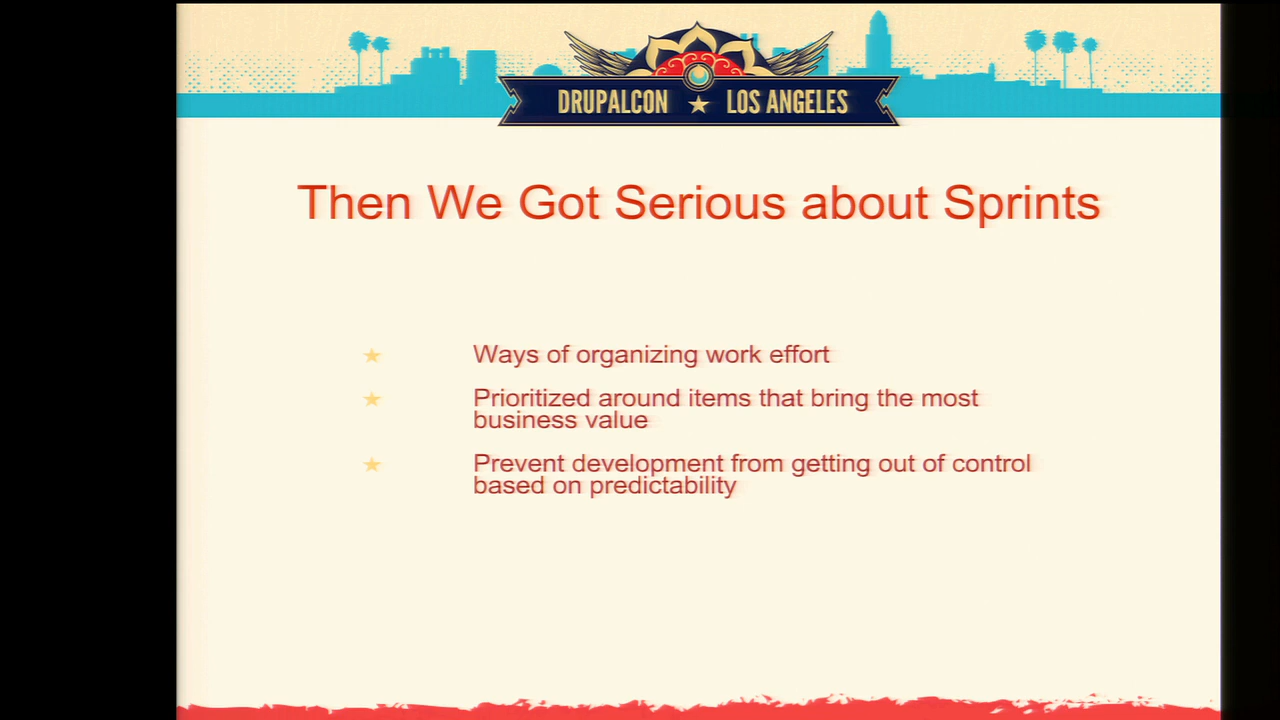 DRUPALCON ★ LOS ANGELES
Then We Got Serious about Sprints
★ Ways of organizing work effort
★ Prioritized around items that bring the most
business value
★ Prevent development from getting out of control
based on predictability